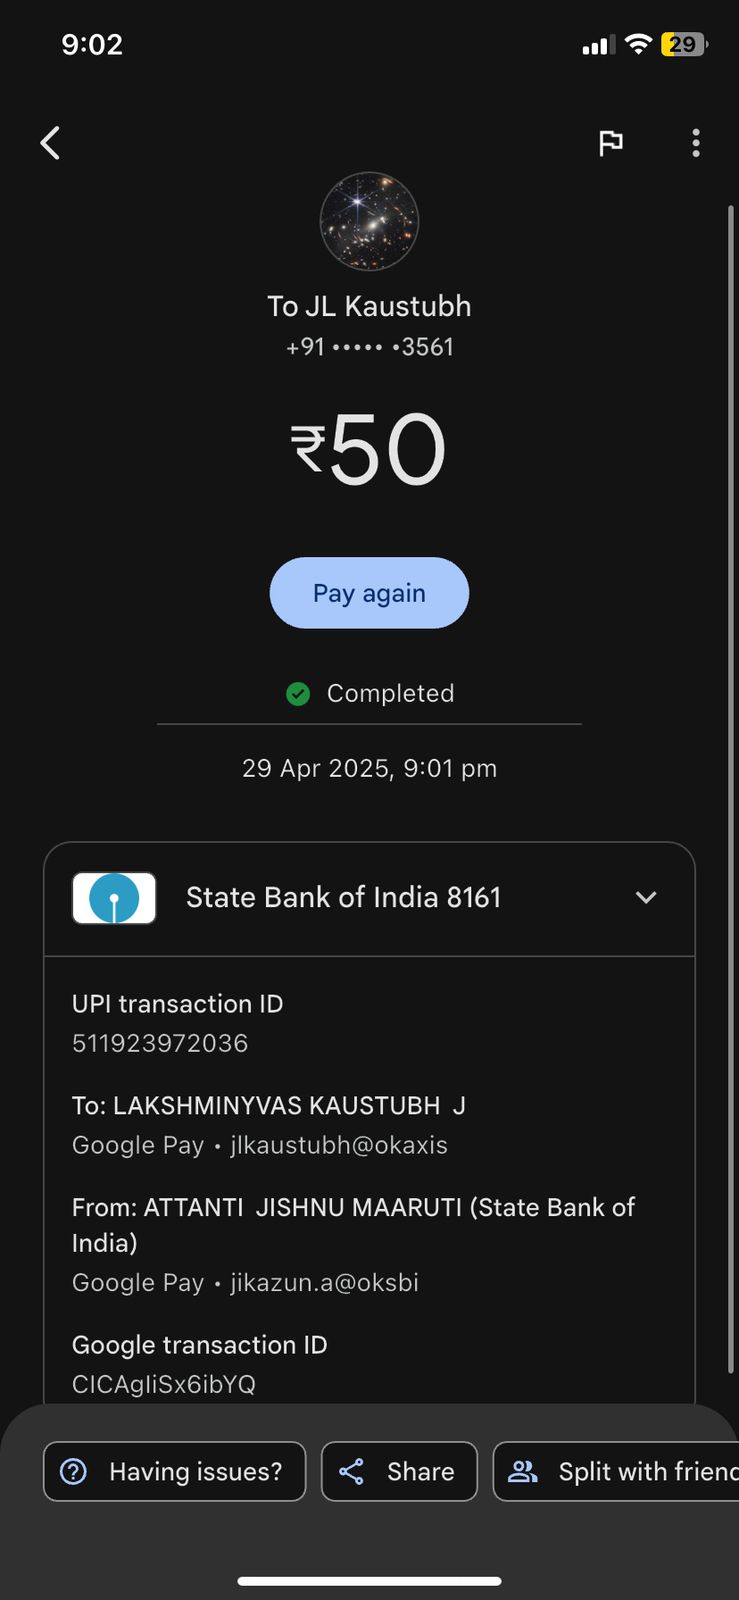 9:02
29
To JL Kaustubh
+91 ••••• •3561
₹50
Pay again
Completed
29 Apr 2025, 9:01 pm
State Bank of India 8161
UPI transaction ID
511923972036
To: LAKSHMINYVAS KAUSTUBH J
Google Pay • jlkaustubh@okaxis
From: ATTANTI JISHNU MAARUTI (State Bank of
India)
Google Pay • jikazun.a@oksbi
Google transaction ID
CICAgIiSx6ibYQ
Having issues?
Share
Split with friend